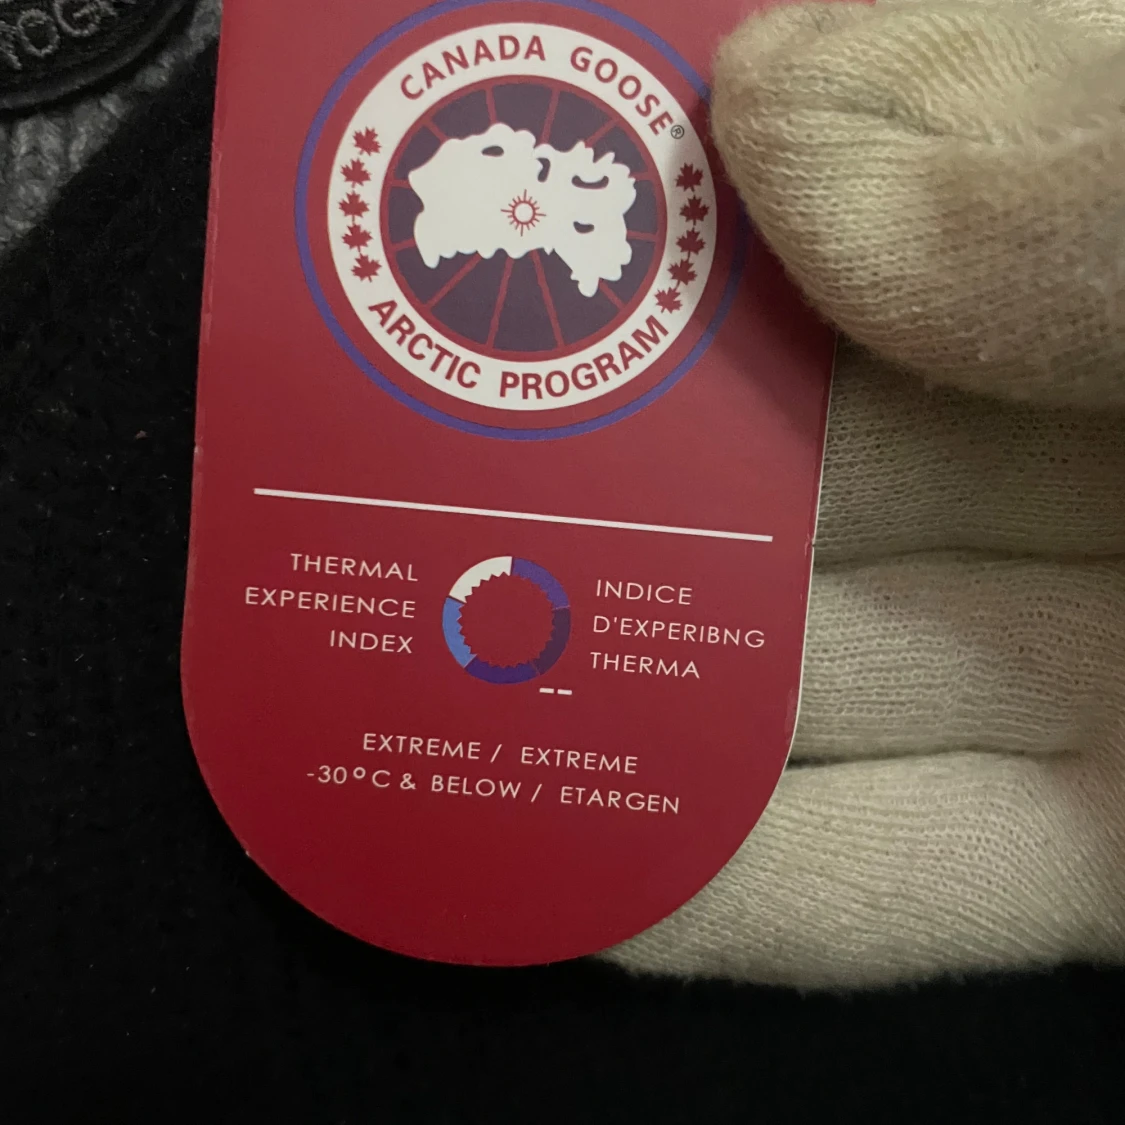 CANADA GOOSE®
ARCTIC PROGRAM
THERMAL
EXPERIENCE
INDEX
INDICE
D'EXPERIBNG
THERMA
EXTREME / EXTREME
-30°C & BELOW / ETARGEN